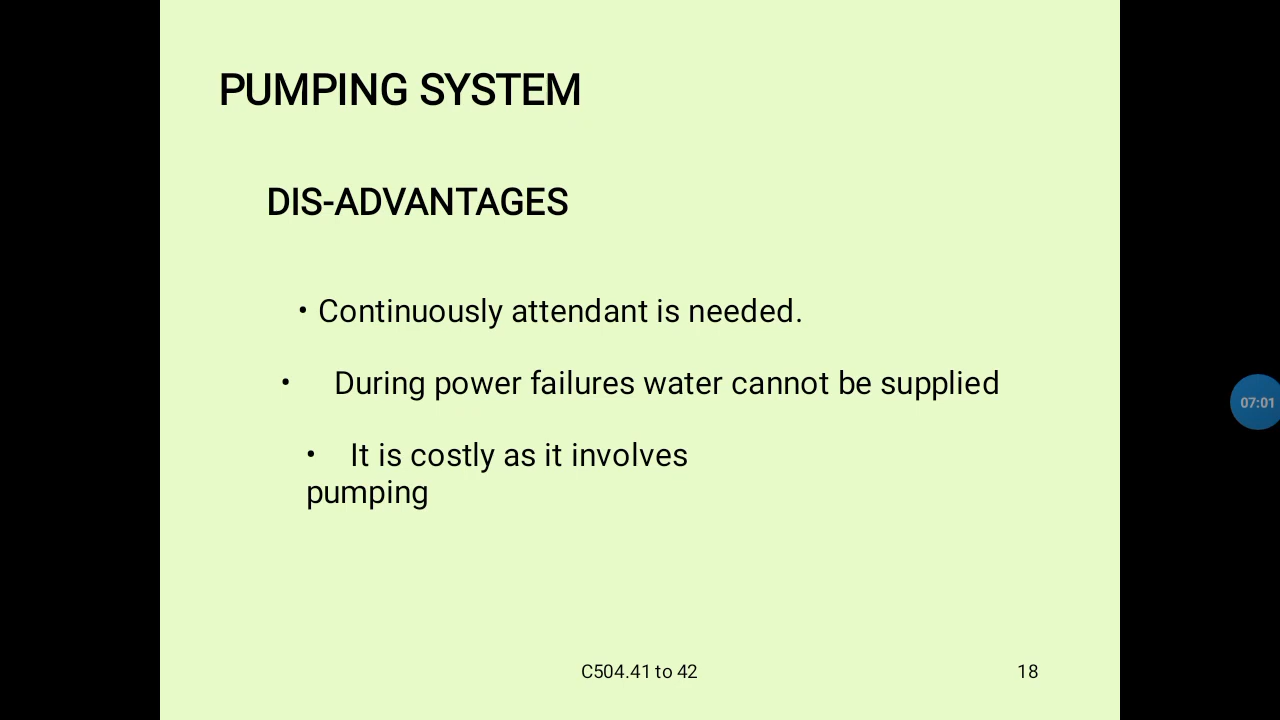 PUMPING SYSTEM
DIS-ADVANTAGES
• Continuously attendant is needed.
• During power failures water cannot be supplied
• It is costly as it involves
pumping
07:01
C504.41 to 42
18